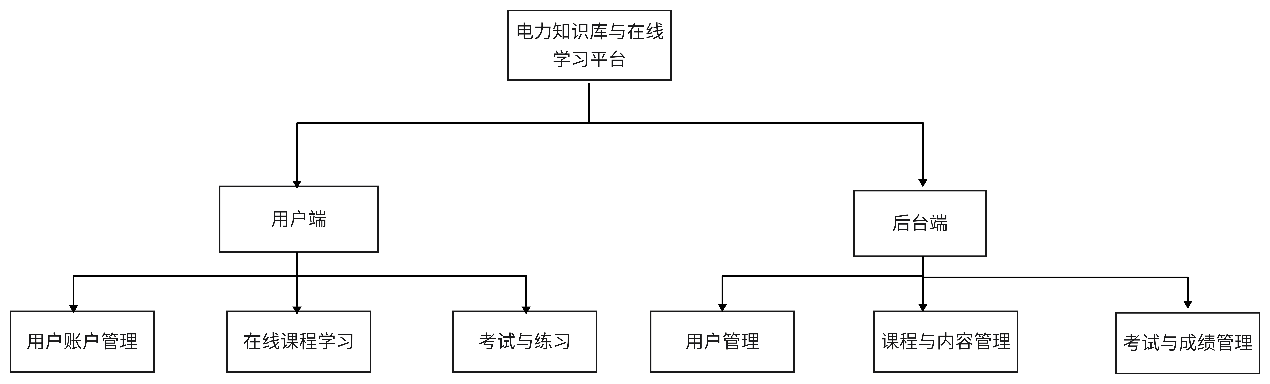 电力知识库与在线
学习平台
用户端
后台端
用户账户管理
在线课程学习
考试与练习
用户管理
课程与内容管理
考试与成绩管理